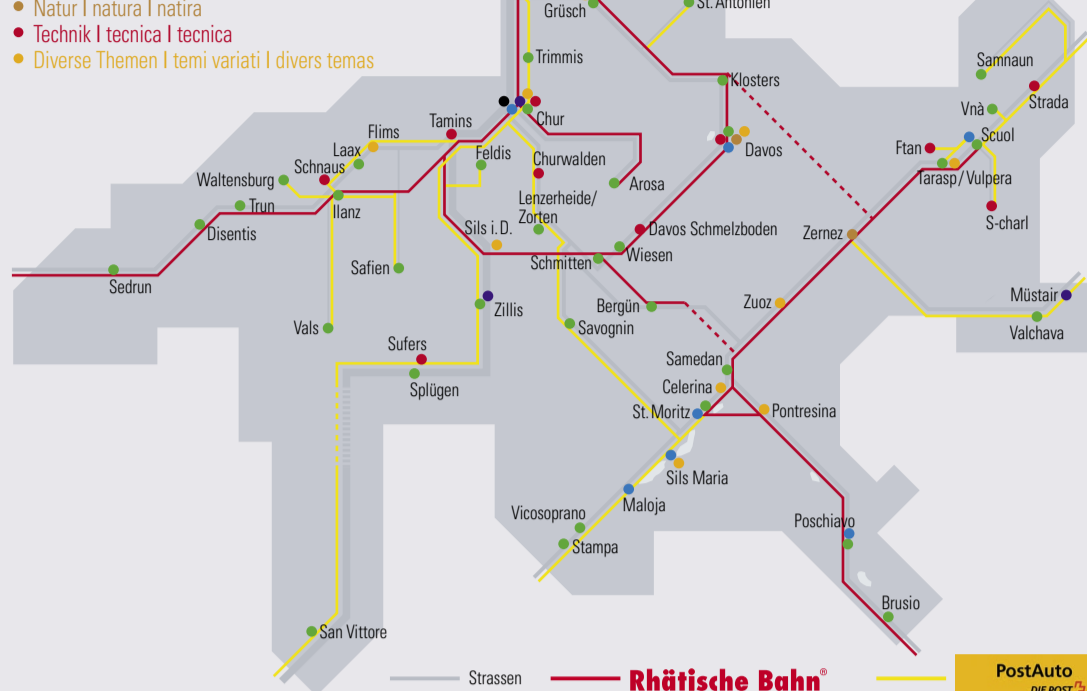 Natur | natura | natira
Technik | tecnica | tecnica
Diverse Themen | temi variati | divers temas
Grüsch
St. Antönien
Trimmis
Klosters
Samnaun
Strada
Vnà
Scuol
Ftan
Tarasp / Vulpera
S-charl
Chur
Tamins
Flims
Laax
Schnaus
Waltensburg
Feldis
Churwalden
Davos
Arosa
Lenzerheide/
Zorten
Ilanz
Trun
Disentis
Sedrun
Sils i.D.
Davos Schmelzboden
Wiesen
Schmitten
Zernez
Safien
Zillis
Bergün
Zuoz
Müstair
Valchava
Vals
Savognin
Sufers
Splügen
Samedan
Celerina
St. Moritz
Pontresina
Sils Maria
Maloja
Vicosoprano
Stampa
Poschiavo
Brusio
San Vittore
Strassen
Rhätische Bahn®
PostAuto
DIE POST